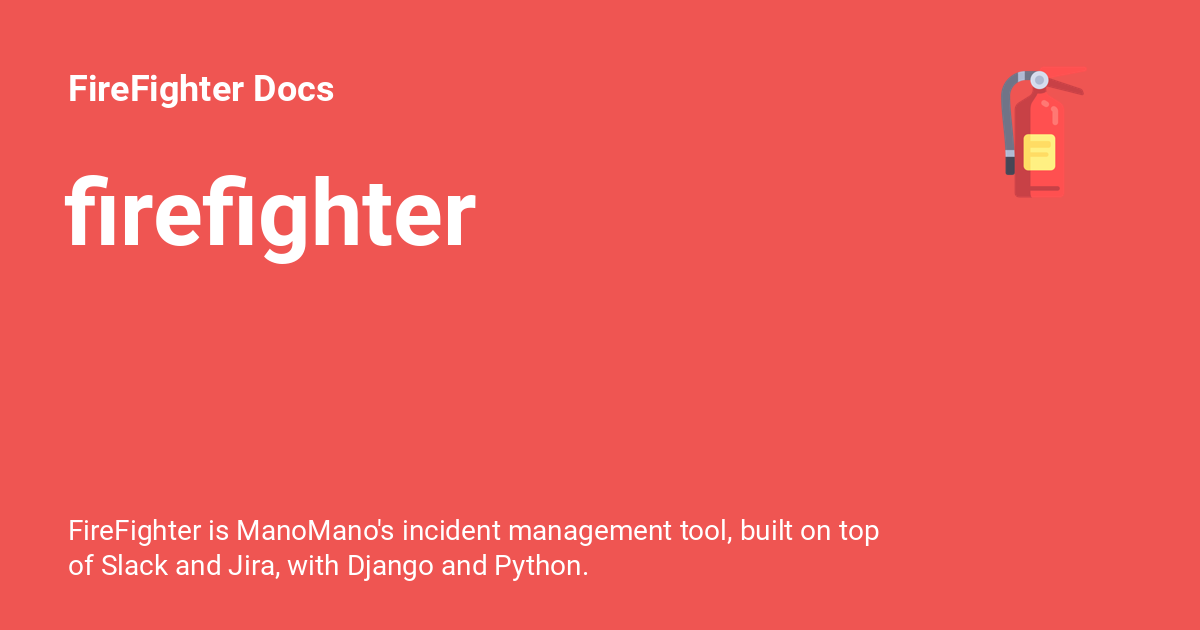 FireFighter Docs
firefighter
FireFighter is ManoMano's incident management tool, built on top
of Slack and Jira, with Django and Python.